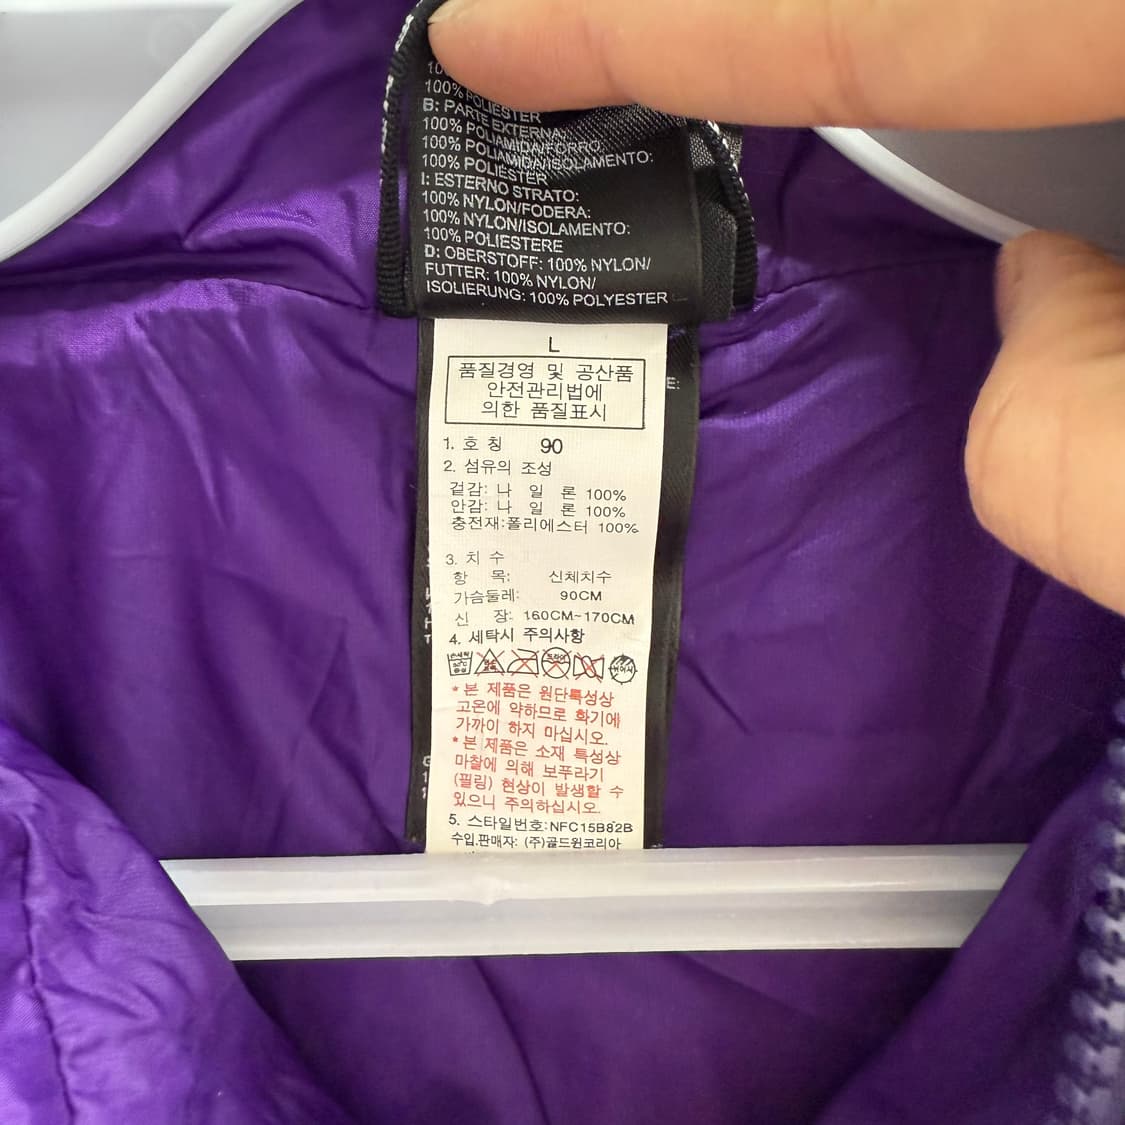 100% POLIESTER
B: PARTE EXTERNA:
100% POLIAMIDA/FORRO:
100% POLIAMIDA/ISOLAMENTO:
100% POLIESTER
I: ESTERNO STRATO:
100% NYLON/FODERA:
100% NYLON/ISOLAMENTO:
100% POLIESTERE
D: OBERSTOFF: 100% NYLON/
FUTTER: 100% NYLON/
ISOLIERUNG: 100% POLYESTER
L
품질경영 및 공산품
안전관리법에
의한 품질표시
1. 호 칭 90
2. 섬유의 조성
겉감: 나 일 론 100%
안감: 나 일 론 100%
충전재:폴리에스터 100%
3. 치 수
항 목: 신체치수
가슴둘레: 90CM
신 장: 160CM~170CM
4. 세탁시 주의사항
* 본 제품은 원단특성상
고온에 약하므로 화기에
가까이 하지 마십시오.
* 본 제품은 소재 특성상
마찰에 의해 보푸라기
(필링) 현상이 발생할 수
있으니 주의하십시오.
5. 스타일번호:NFC15B82B
수입,판매자: (주)골드윈코리아